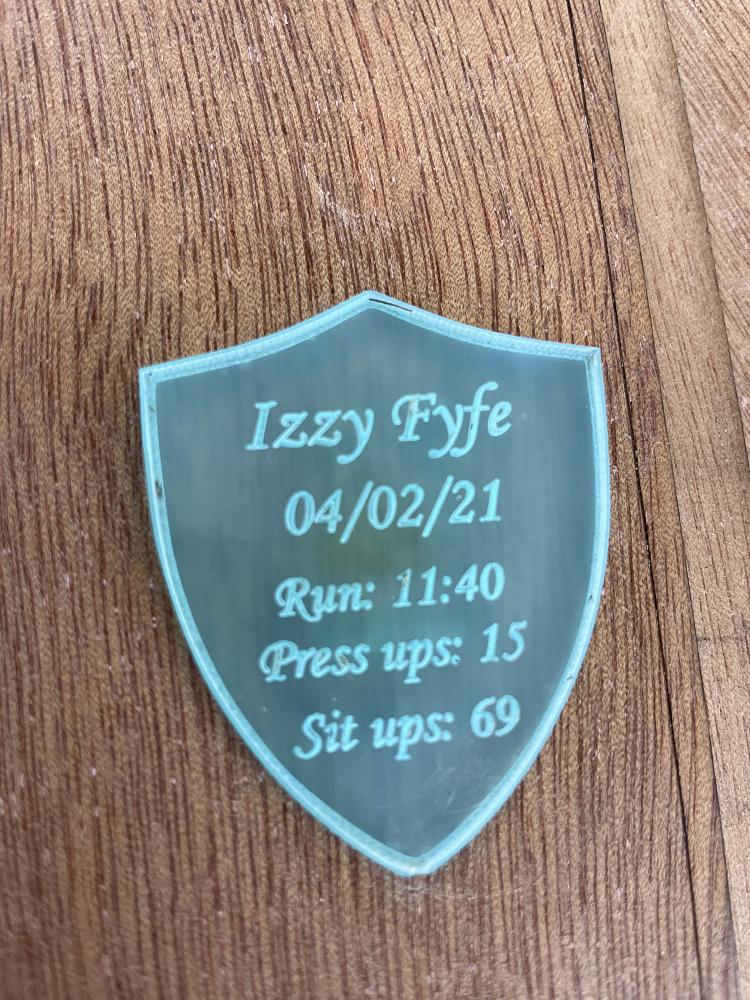 Izzy Fyfe
04/02/21
Run: 11:40
Press ups: 15
Sit ups: 69